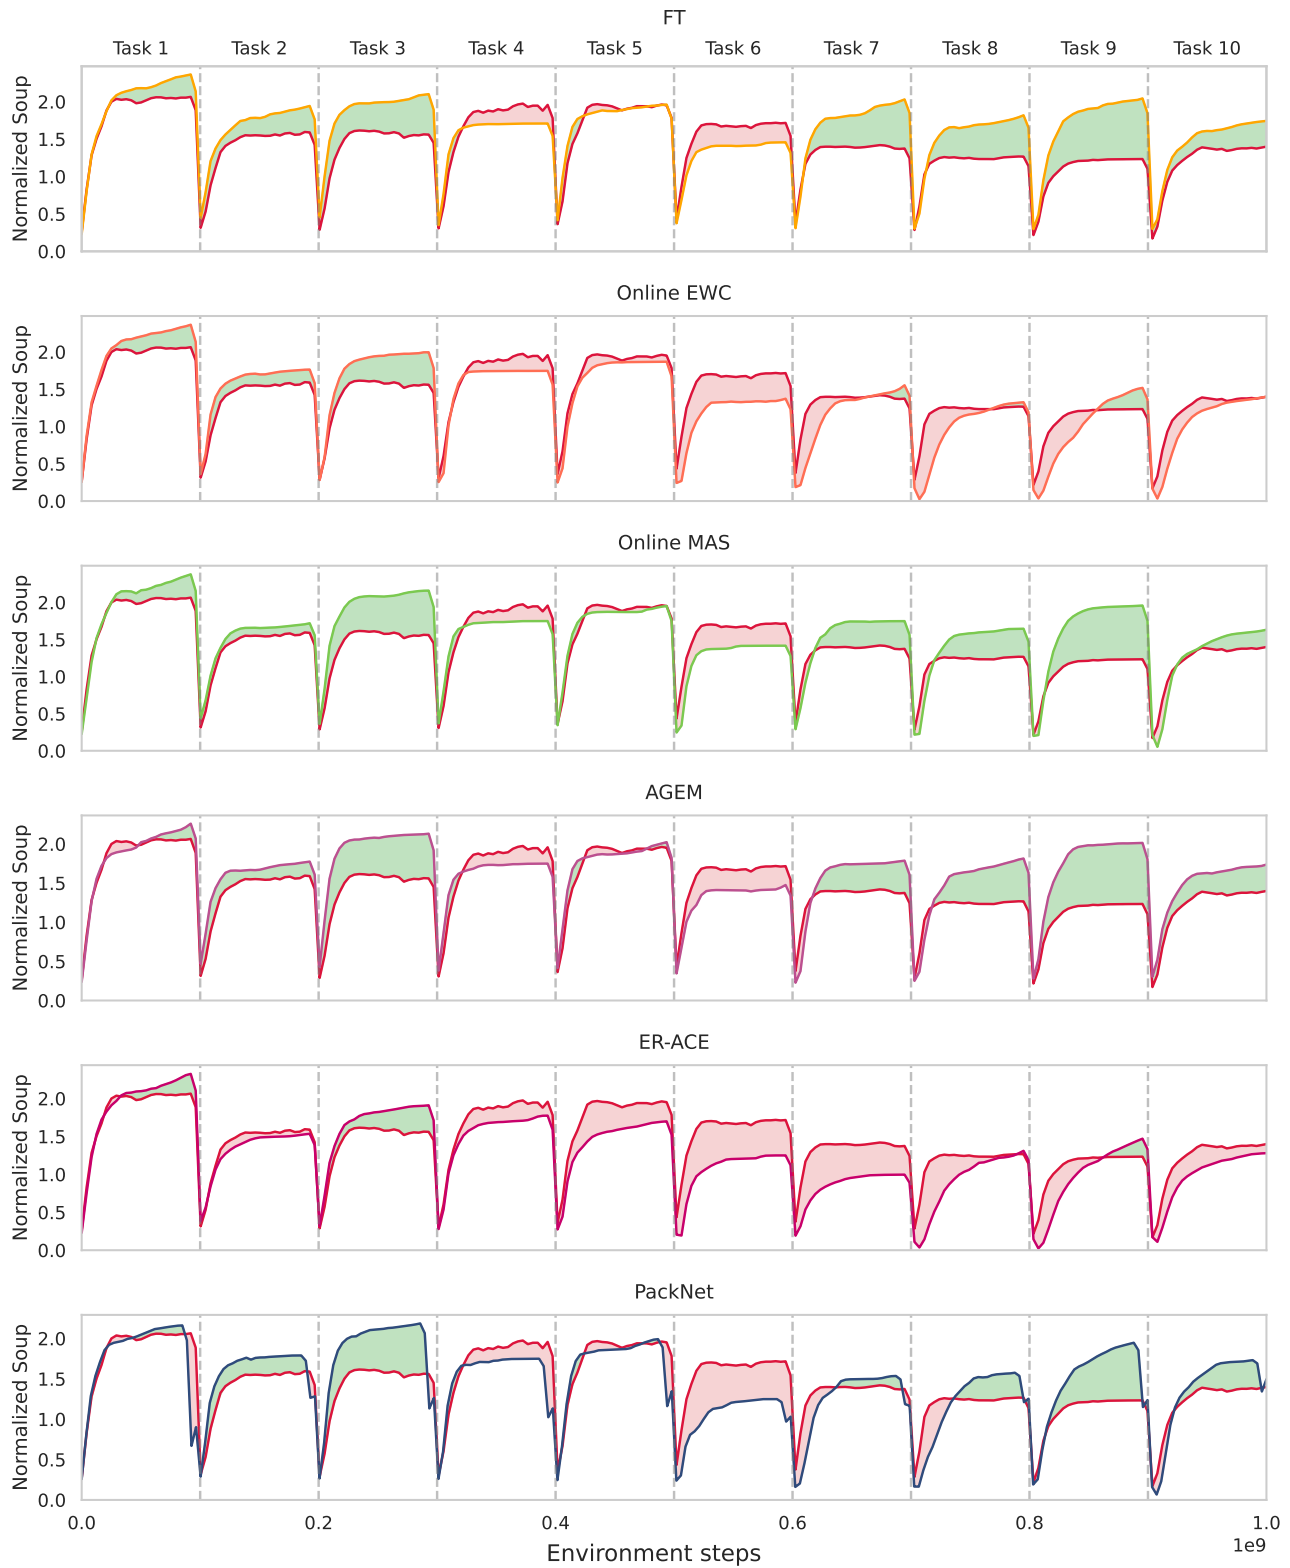 FT
Task 1 Task 2 Task 3 Task 4 Task 5 Task 6 Task 7 Task 8 Task 9 Task 10
Normalized Soup
2.0
1.5
1.0
0.5
0.0
Online EWC
Normalized Soup
2.0
1.5
1.0
0.5
0.0
Online MAS
Normalized Soup
2.0
1.5
1.0
0.5
0.0
AGEM
Normalized Soup
2.0
1.5
1.0
0.5
0.0
ER-ACE
Normalized Soup
2.0
1.5
1.0
0.5
0.0
PackNet
Normalized Soup
2.0
1.5
1.0
0.5
0.0
0.0 0.2 0.4 0.6 0.8 1.0
1e9
Environment steps